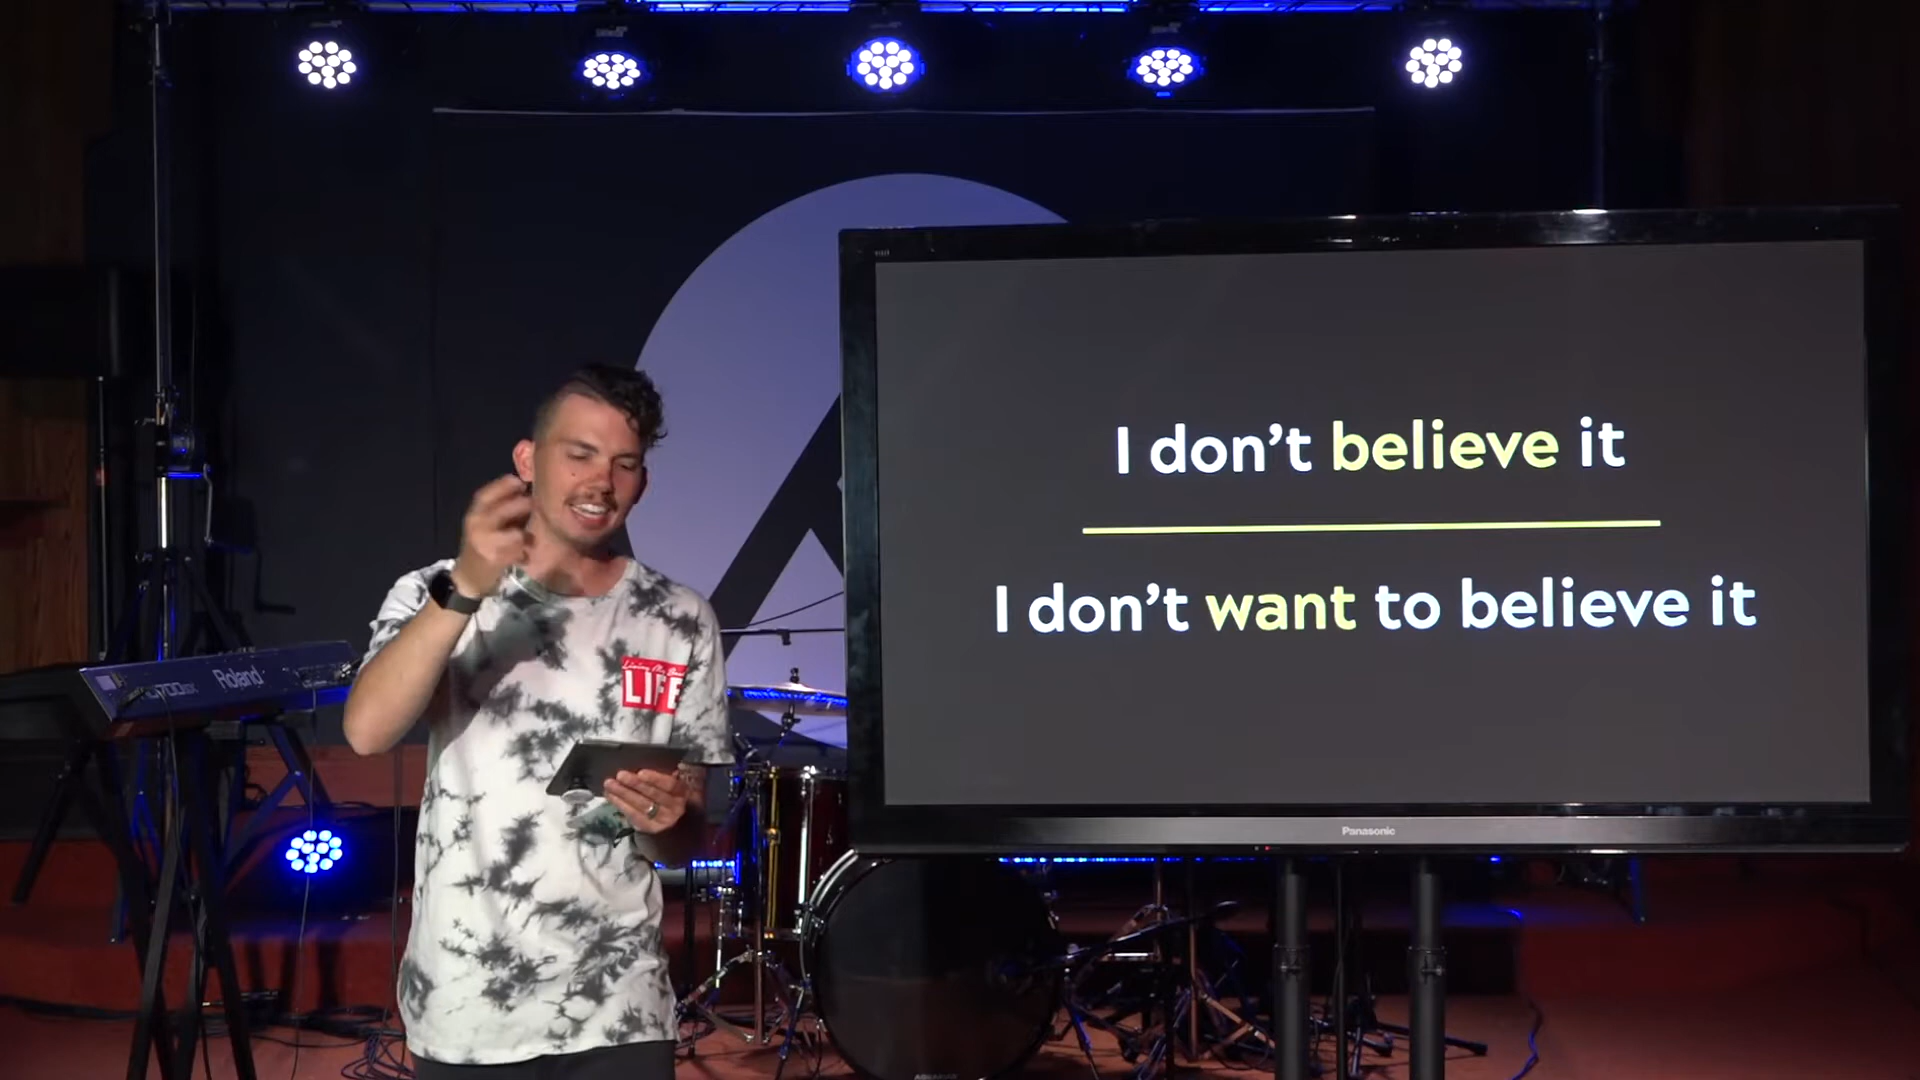 I don't believe it
I don't want to believe it
Panasonic
Roland
LIFE